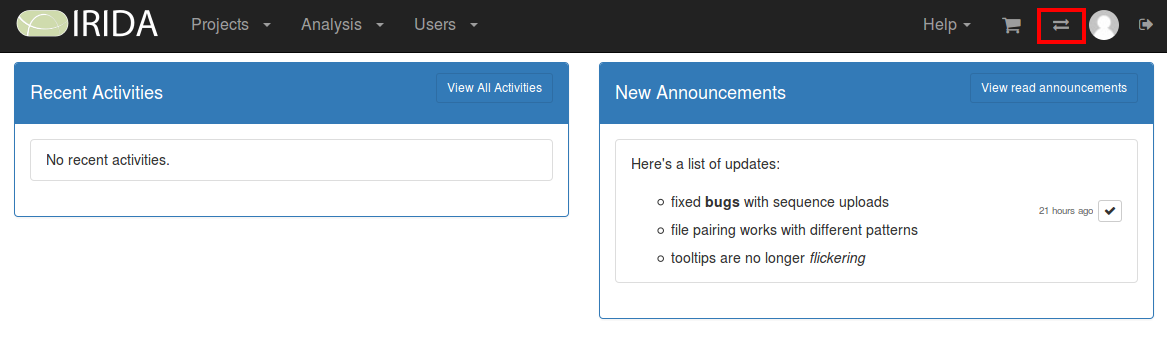 IRIDA Projects Analysis Users Help
Recent Activities View All Activities
No recent activities.
New Announcements View read announcements
Here's a list of updates:
fixed bugs with sequence uploads
file pairing works with different patterns
tooltips are no longer flickering
21 hours ago